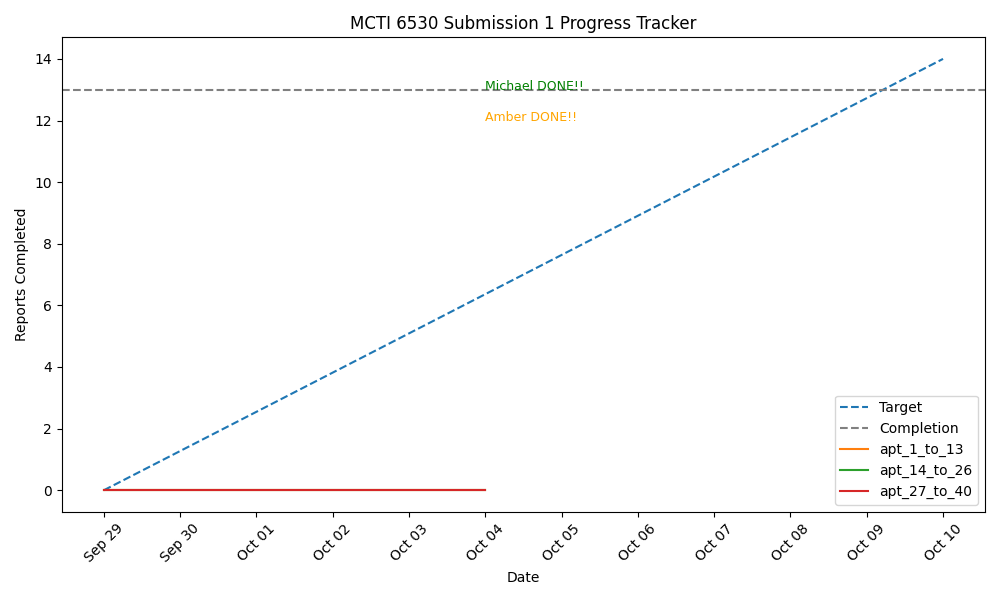 MCTI 6530 Submission 1 Progress Tracker
Reports Completed
14
12
10
8
6
4
2
0
Michael DONE!!
Amber DONE!!
Target
Completion
apt_1_to_13
apt_14_to_26
apt_27_to_40
Sep 29
Sep 30
Oct 01
Oct 02
Oct 03
Oct 04
Oct 05
Oct 06
Oct 07
Oct 08
Oct 09
Oct 10
Date